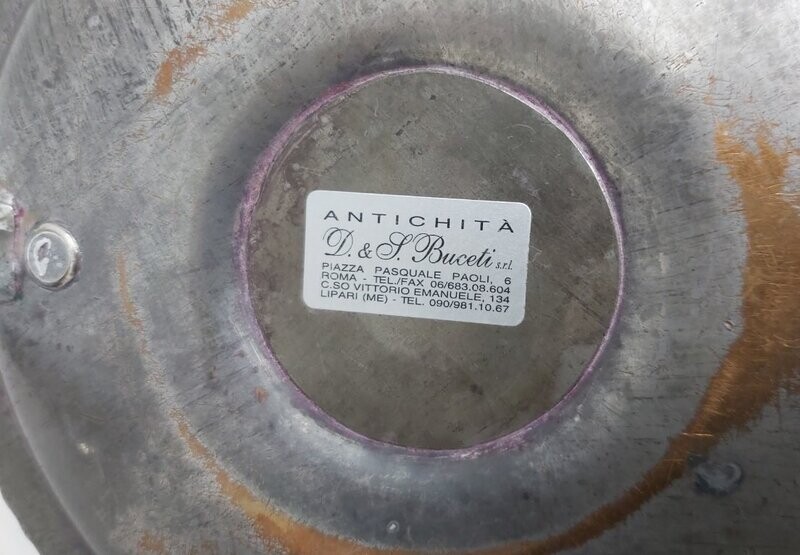 ANTICHITÀ
D. & S. Buceti s.r.l.
PIAZZA PASQUALE PAOLI, 6
ROMA - TEL./FAX 06/683.08.604
C.SO VITTORIO EMANUELE, 134
LIPARI (ME) - TEL. 090/981.10.67